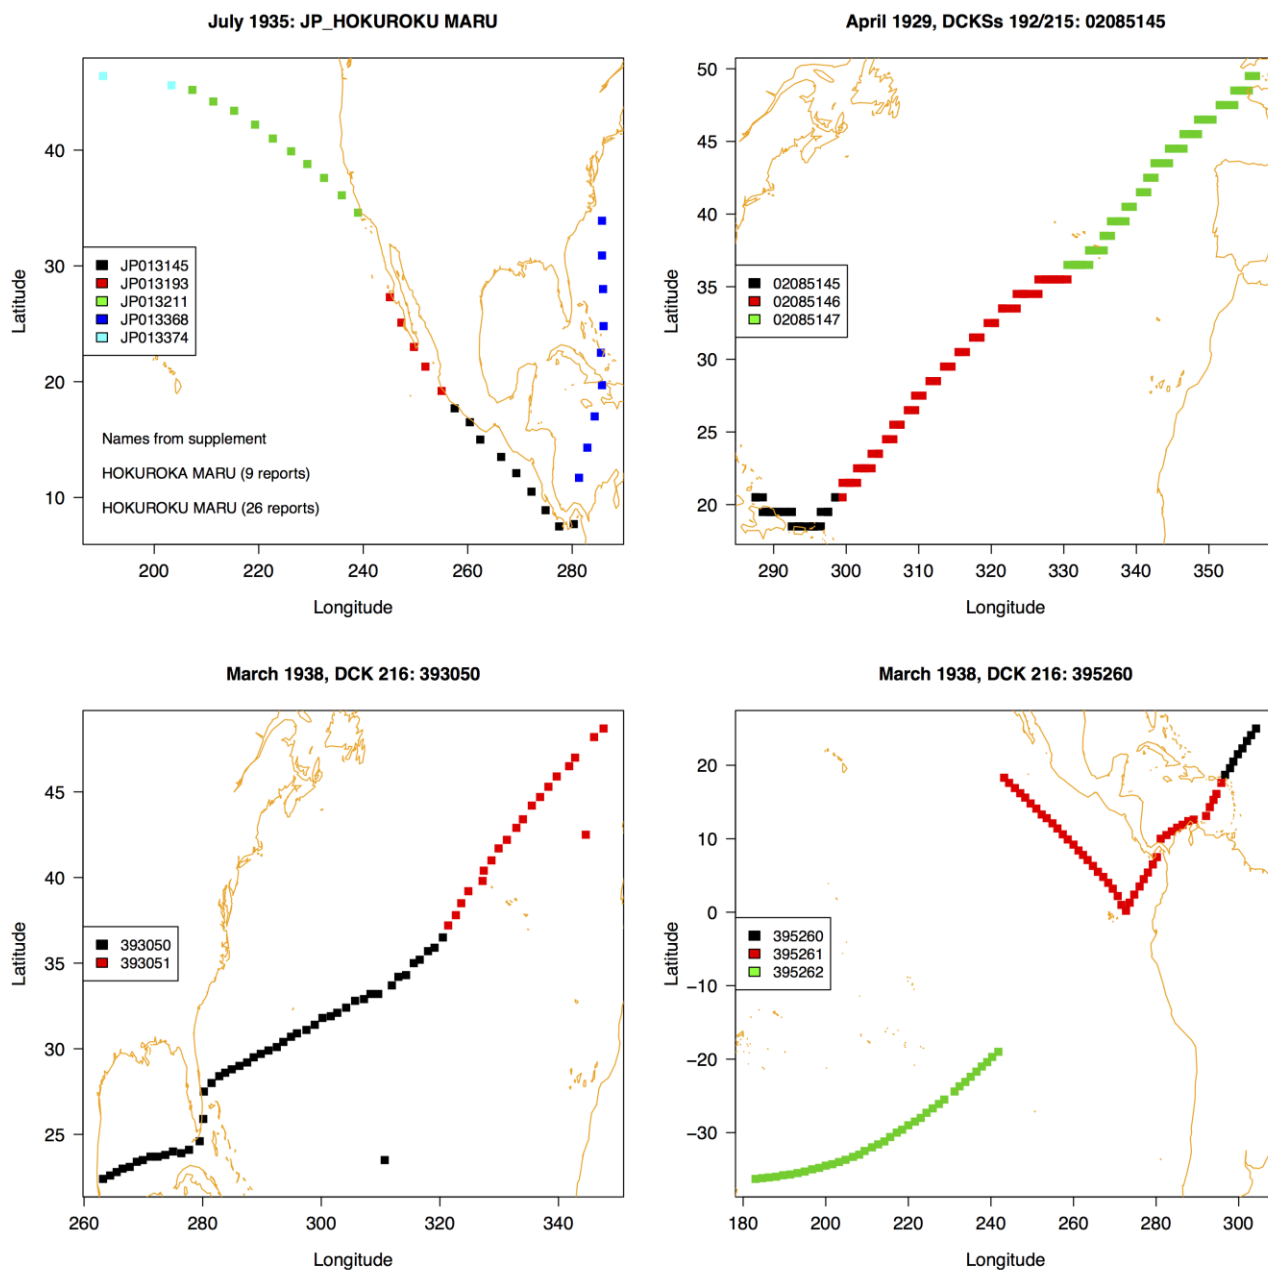 July 1935: JP_HOKUROKU MARU
Latitude
40
30
20
10
JP013145
JP013193
JP013211
JP013368
JP013374
Names from supplement
HOKUROKA MARU (9 reports)
HOKUROKU MARU (26 reports)
200 220 240 260 280
Longitude
April 1929, DCKSs 192/215: 02085145
Latitude
50
45
40
35
30
25
20
02085145
02085146
02085147
290 300 310 320 330 340 350
Longitude
March 1938, DCK 216: 393050
Latitude
45
40
35
30
25
393050
393051
260 280 300 320 340
Longitude
March 1938, DCK 216: 395260
Latitude
20
10
0
−10
−20
−30
395260
395261
395262
180 200 220 240 260 280 300
Longitude